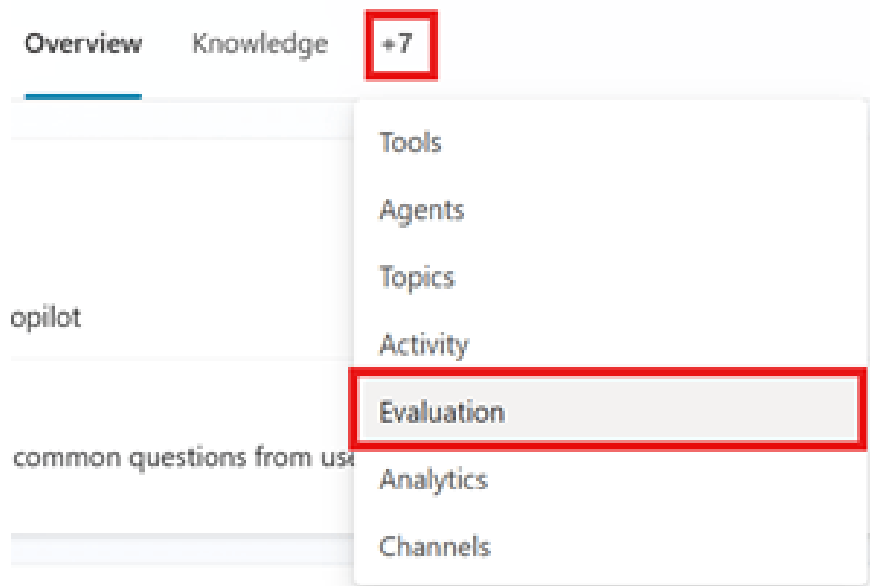 Overview Knowledge +7
Tools
Agents
Topics
opilot
Activity
Evaluation
common questions from use
Analytics
Channels